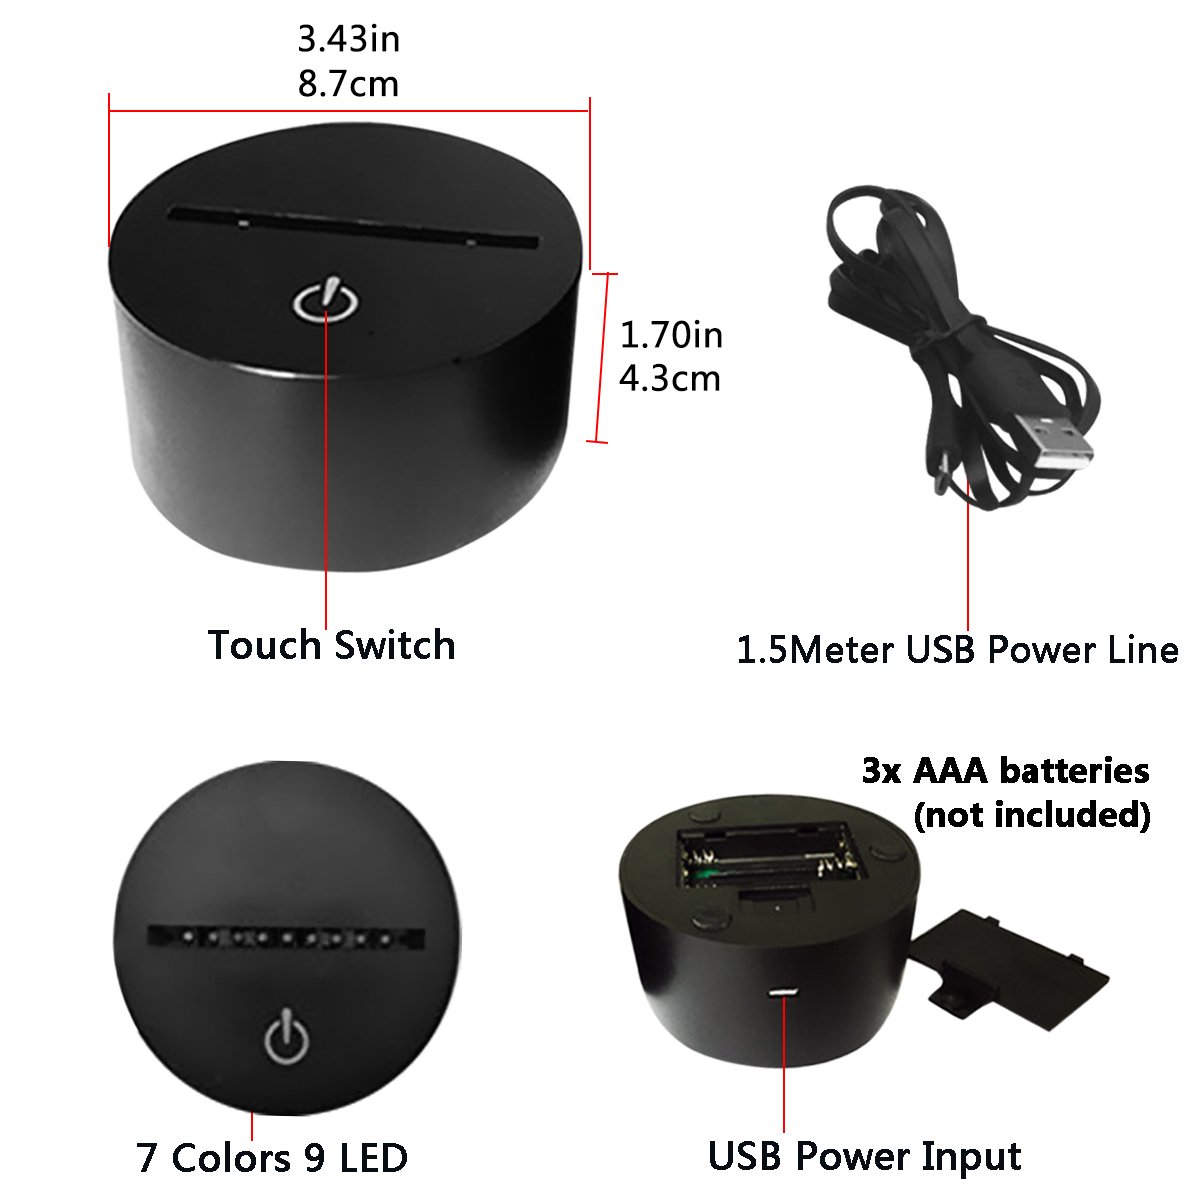 3.43in
8.7cm
1.70in
4.3cm
Touch Switch
1.5Meter USB Power Line
3x AAA batteries
(not included)
7 Colors 9 LED
USB Power Input